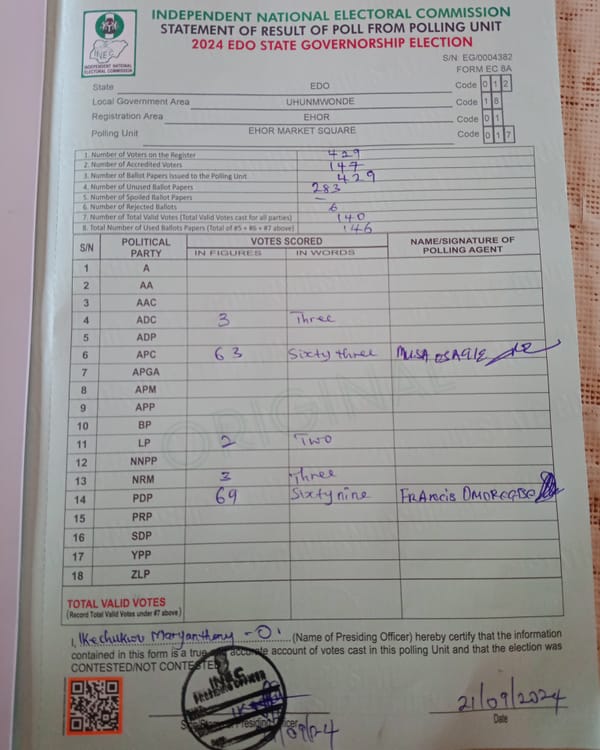 INDEPENDENT NATIONAL ELECTORAL COMMISSION
STATEMENT OF RESULT OF POLL FROM POLLING UNIT
2024 EDO STATE GOVERNORSHIP ELECTION
INEC
INDEPENDENT NATIONAL
ELECTORAL COMMISSION
S/N: EG/0004382
FORM EC 8A
State EDO Code 0 1 2
Local Government Area UHUNMWONDE Code 1 8
Registration Area EHOR Code 0 1
Polling Unit EHOR MARKET SQUARE Code 0 1 7
1. Number of Voters on the Register 429
2. Number of Accredited Voters 147
3. Number of Ballot Papers Issued to the Polling Unit 429
4. Number of Unused Ballot Papers 283
5. Number of Spoiled Ballot Papers –
6. Number of Rejected Ballots 6
7. Number of Total Valid Votes (Total Valid Votes cast for all parties) 140
8. Total Number of Used Ballots Papers (Total of #5 + #6 + #7 above) 146
S/N POLITICAL PARTY VOTES SCORED NAME/SIGNATURE OF POLLING AGENT
IN FIGURES IN WORDS
1 A
2 AA
3 AAC
4 ADC 3 Three
5 ADP
6 APC 63 Sixty three MUSA OSAGIE
7 APGA
8 APM
9 APP
10 BP
11 LP 2 Two
12 NNPP
13 NRM 3 Three
14 PDP 69 Sixty nine Francis
15 PRP
16 SDP
17 YPP
18 ZLP
ORIGINAL
TOTAL VALID VOTES
(Record Total Valid Votes under #7 above)
I, Ikechukwu Maryanthony - O. (Name of Presiding Officer) hereby certify that the information
contained in this form is a true accurate account of votes cast in this polling Unit and that the election was
CONTESTED/NOT CONTESTED
INEC
PRESIDING OFFICER
21/09/2024
Presiding Officer
Date